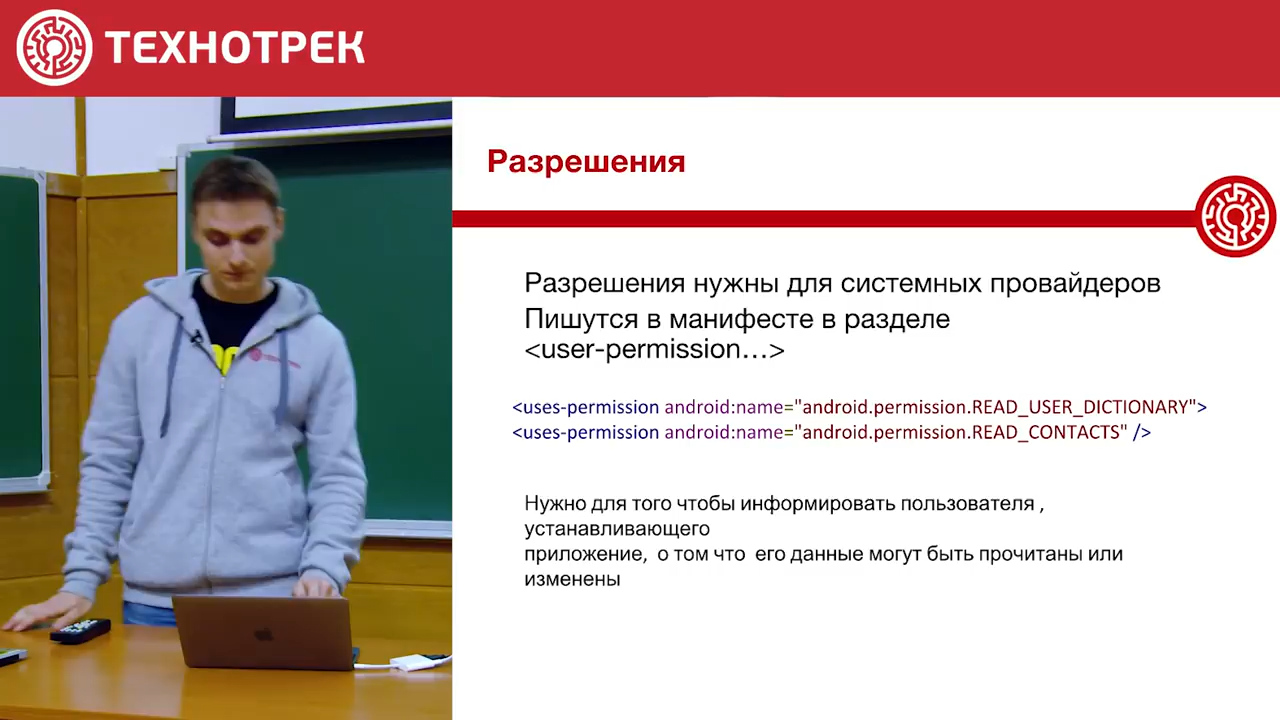 ТЕХНОТРЕК
Разрешения
Разрешения нужны для системных провайдеров
Пишутся в манифесте в разделе
<user-permission…>
<uses-permission android:name="android.permission.READ_USER_DICTIONARY">
<uses-permission android:name="android.permission.READ_CONTACTS" />
Нужно для того чтобы информировать пользователя ,
устанавливающего
приложение, о том что его данные могут быть прочитаны или
изменены